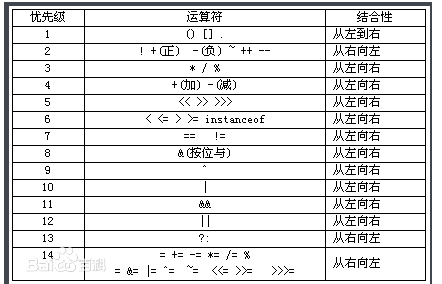 优先级 运算符 结合性
1 () [] . 从左到右
2 ! +(正) -(负) ~ ++ -- 从右向左
3 * / % 从左向右
4 +(加) -(减) 从左向右
5 << >> >>> 从左向右
6 < <= > >= instanceof 从左向右
7 == != 从左向右
8 &(按位与) 从左向右
9 ^ 从左向右
10 | 从左向右
11 && 从左向右
12 || 从左向右
13 ?: 从右向左
14 = += -= *= /= % 从右向左
= &= |= ^= ~= <<= >>= >>>=
Bai 百科